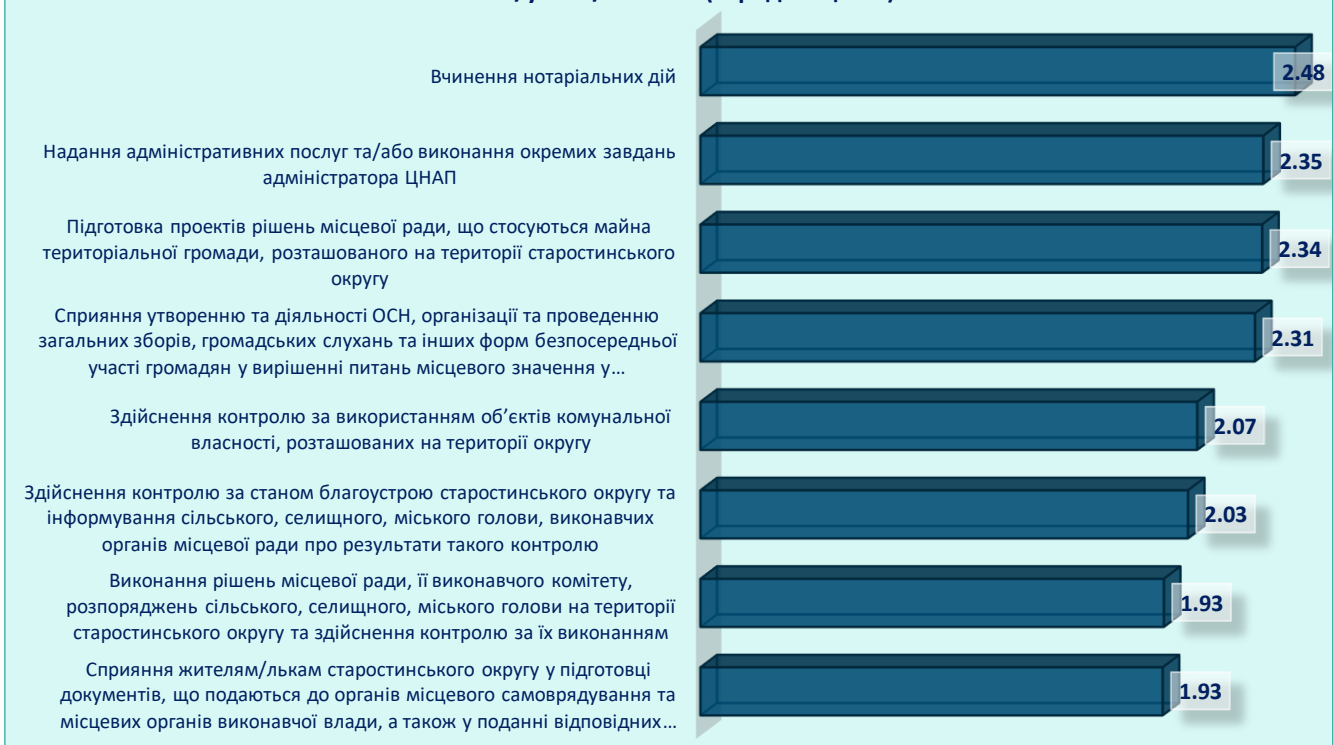 Вчинення нотаріальних дій
2.48
Надання адміністративних послуг та/або виконання окремих завдань
адміністратора ЦНАП
2.35
Підготовка проектів рішень місцевої ради, що стосуються майна
територіальної громади, розташованого на території старостинського
округу
2.34
Сприяння утворенню та діяльності ОСН, організації та проведенню
загальних зборів, громадських слухань та інших форм безпосередньої
участі громадян у вирішенні питань місцевого значення у…
2.31
Здійснення контролю за використанням об’єктів комунальної
власності, розташованих на території округу
2.07
Здійснення контролю за станом благоустрою старостинського округу та
інформування сільського, селищного, міського голови, виконавчих
органів місцевої ради про результати такого контролю
2.03
Виконання рішень місцевої ради, її виконавчого комітету,
розпоряджень сільського, селищного, міського голови на території
старостинського округу та здійснення контролю за їх виконанням
1.93
Сприяння жителям/лькам старостинського округу у підготовці
документів, що подаються до органів місцевого самоврядування та
місцевих органів виконавчої влади, а також у поданні відповідних…
1.93